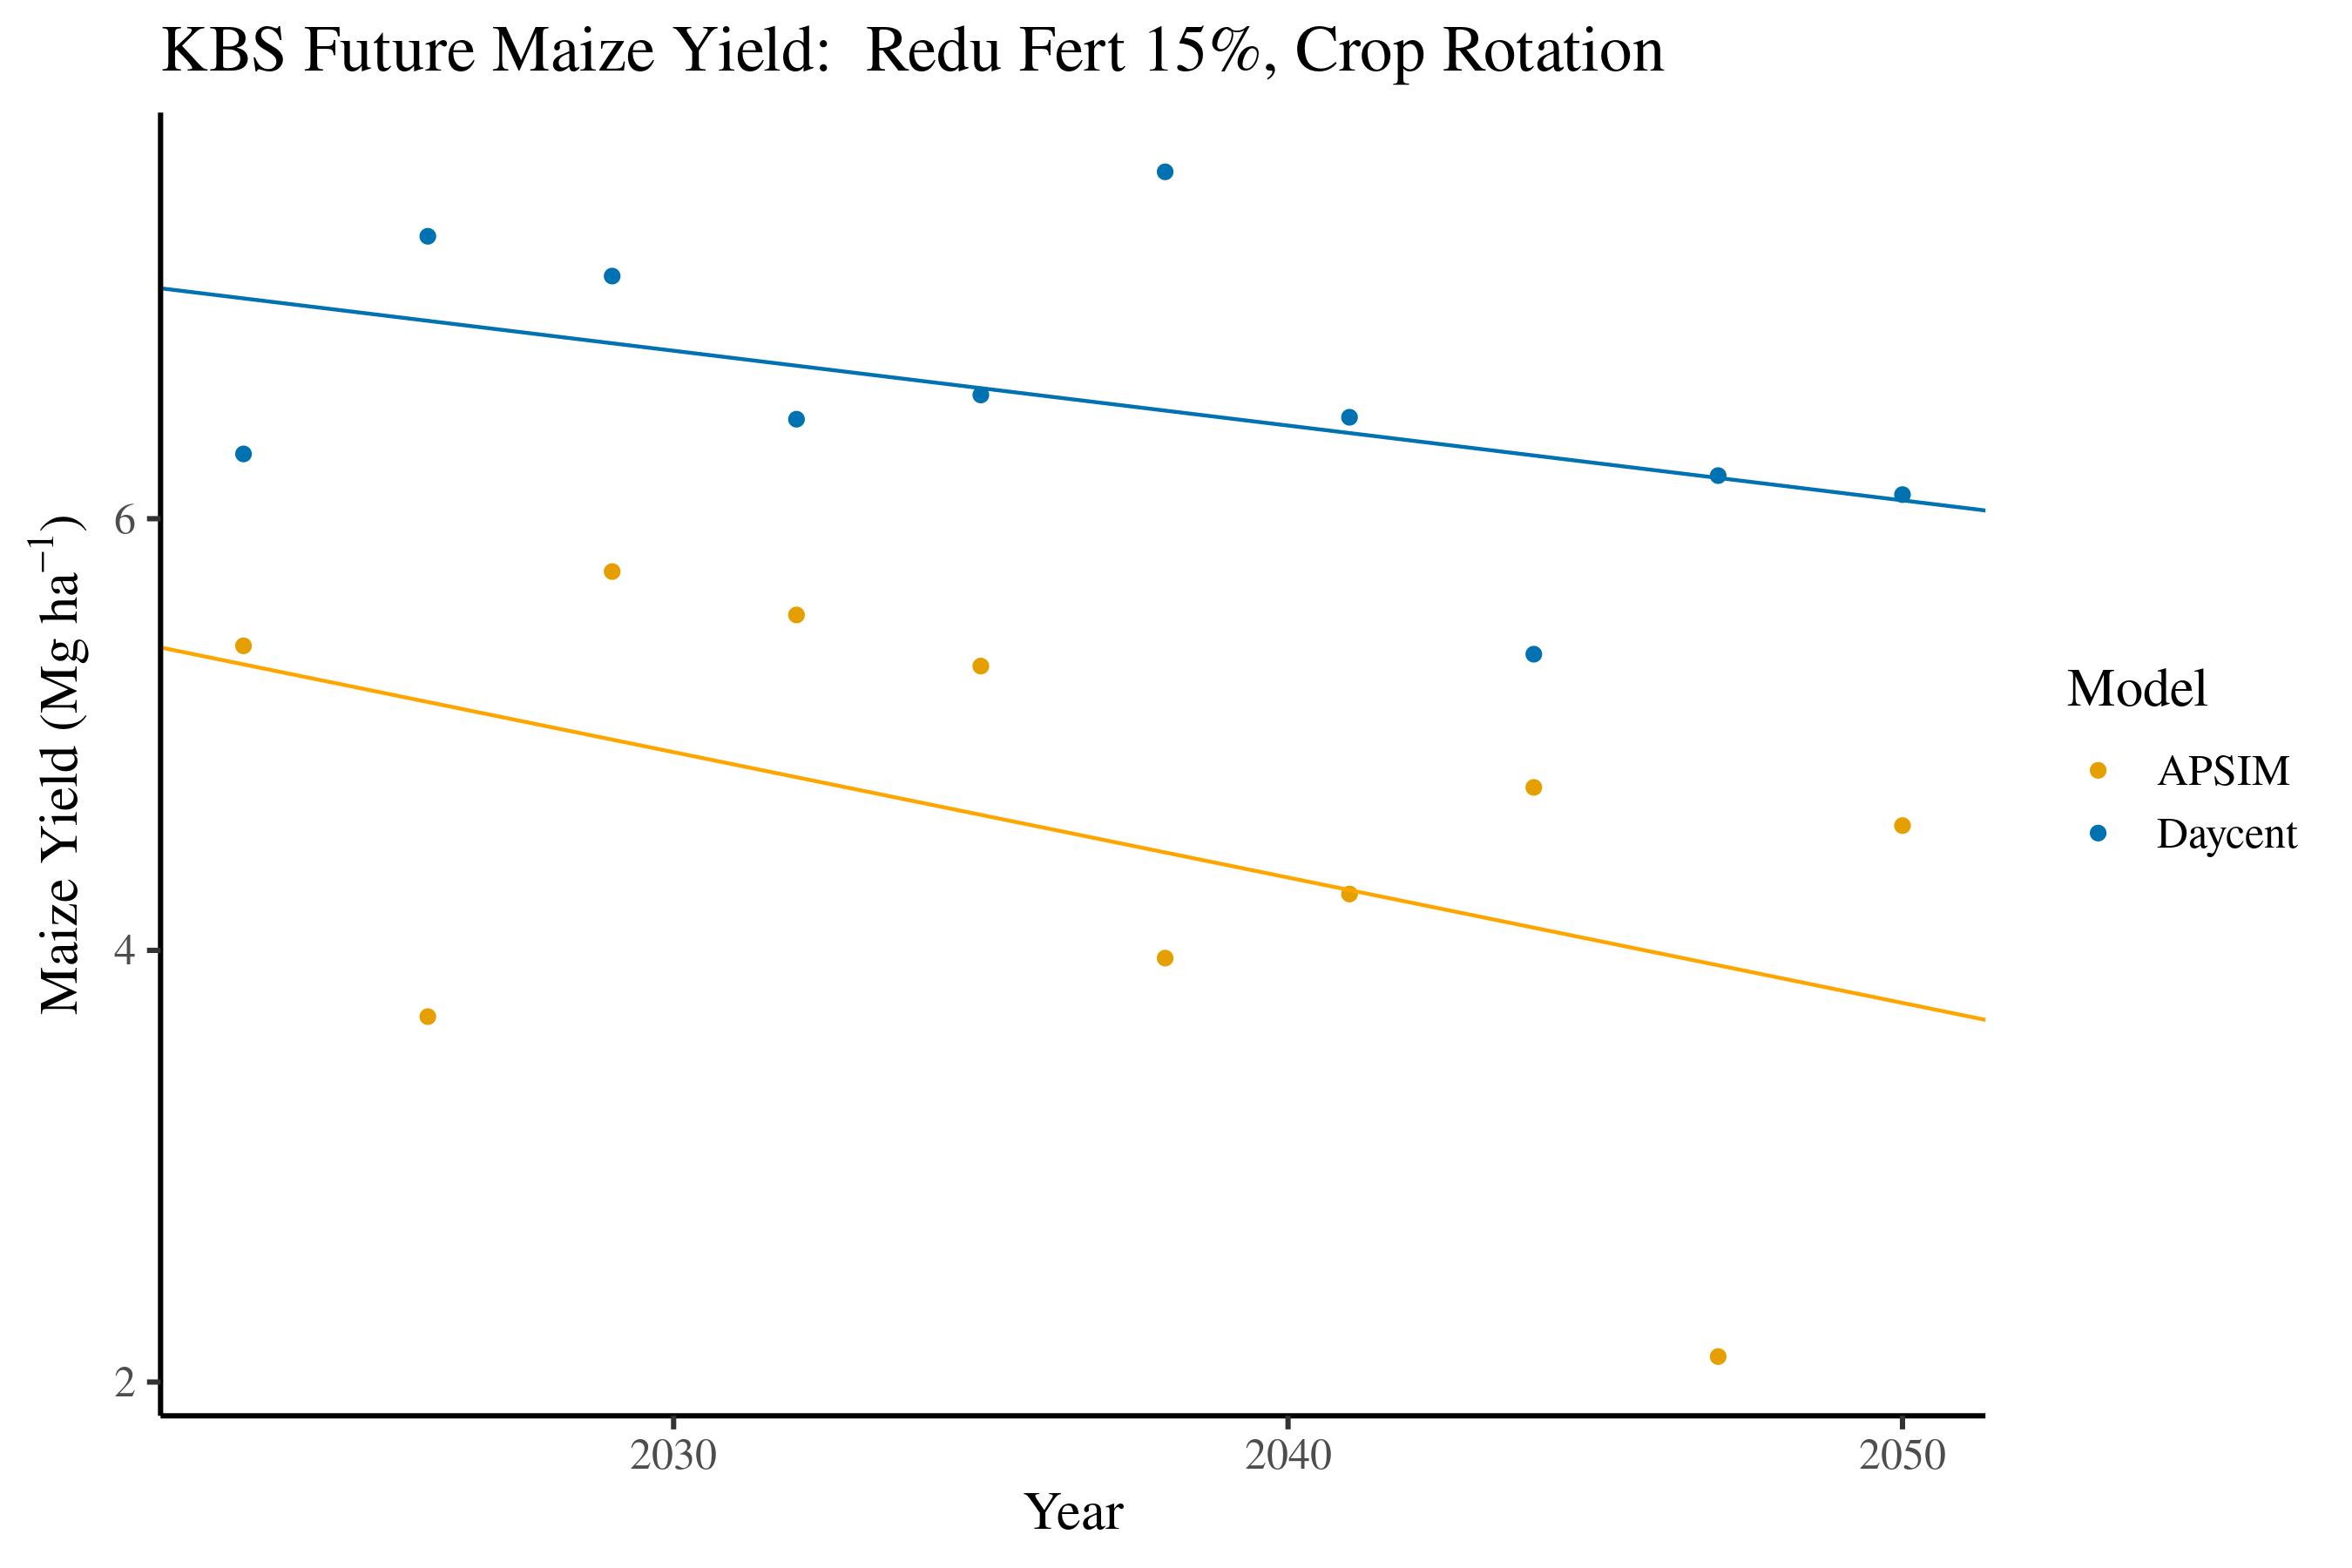 KBS Future Maize Yield:  Redu Fert 15%, Crop Rotation
Maize Yield (Mg ha⁻¹)
6
4
2
2030 2040 2050
Year
Model
APSIM
Daycent